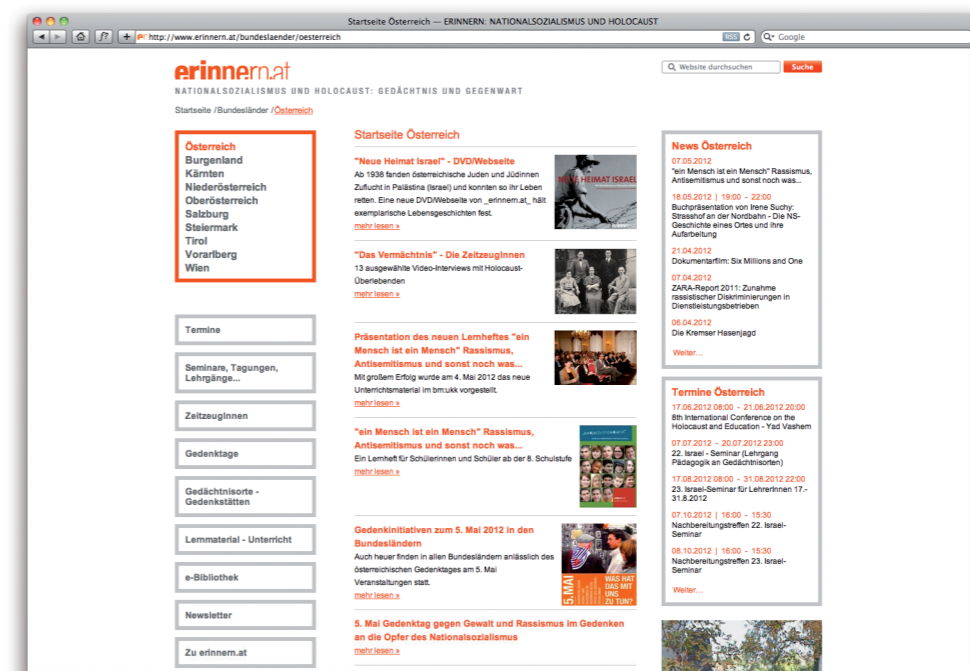 Startseite Österreich — ERINNERN: NATIONALSOZIALISMUS UND HOLOCAUST
http://www.erinnern.at/bundeslaender/oesterreich
RSS
Google
erinnern.at
NATIONALSOZIALISMUS UND HOLOCAUST: GEDÄCHTNIS UND GEGENWART
Website durchsuchen
Suche
Startseite /Bundesländer /Österreich
Österreich
Burgenland
Kärnten
Niederösterreich
Oberösterreich
Salzburg
Steiermark
Tirol
Vorarlberg
Wien
Termine
Seminare, Tagungen,
Lehrgänge...
ZeitzeugInnen
Gedenktage
Gedächtnisorte -
Gedenkstätten
Lernmaterial - Unterricht
e-Bibliothek
Newsletter
Zu erinnern.at
Startseite Österreich
"Neue Heimat Israel" - DVD/Webseite
Ab 1938 fanden österreichische Juden und Jüdinnen
Zuflucht in Palästina (Israel) und konnten so ihr Leben
retten. Eine neue DVD/Webseite von _erinnern.at_ hält
exemplarische Lebensgeschichten fest.
mehr lesen »
NEUE HEIMAT ISRAEL
"Das Vermächtnis" - Die ZeitzeugInnen
13 ausgewählte Video-Interviews mit Holocaust-
Überlebenden
mehr lesen »
Präsentation des neuen Lernheftes "ein
Mensch ist ein Mensch" Rassismus,
Antisemitismus und sonst noch was...
Mit großem Erfolg wurde am 4. Mai 2012 das neue
Unterrichtsmaterial im bm:ukk vorgestellt.
mehr lesen »
"ein Mensch ist ein Mensch" Rassismus,
Antisemitismus und sonst noch was...
Ein Lernheft für Schülerinnen und Schüler ab der 8. Schulstufe
mehr lesen »
Gedenkinitiativen zum 5. Mai 2012 in den
Bundesländern
Auch heuer finden in allen Bundesländern anlässlich des
österreichischen Gedenktages am 5. Mai
Veranstaltungen statt.
mehr lesen »
5. MAI
WAS HAT
DAS MIT
UNS
ZU TUN?
5. Mai Gedenktag gegen Gewalt und Rassismus im Gedenken
an die Opfer des Nationalsozialismus
mehr lesen »
News Österreich
07.05.2012
"ein Mensch ist ein Mensch" Rassismus,
Antisemitismus und sonst noch was...
18.05.2012 | 19:00 - 22:00
Buchpräsentation von Irene Suchy:
Strasshof an der Nordbahn - Die NS-
Geschichte eines Ortes und ihre
Aufarbeitung
21.04.2012
Dokumentarfilm: Six Millions and One
07.04.2012
ZARA-Report 2011: Zunahme
rassistischer Diskriminierungen in
Dienstleistungsbetrieben
06.04.2012
Die Kremser Hasenjagd
Weiter...
Termine Österreich
17.06.2012 08:00 - 21.06.2012 20:00
8th International Conference on the
Holocaust and Education - Yad Vashem
07.07.2012 - 20.07.2012 23:00
22. Israel - Seminar (Lehrgang
Pädagogik an Gedächtnisorten)
17.08.2012 08:00 - 31.08.2012 22:00
23. Israel-Seminar für LehrerInnen 17.-
31.8.2012
07.10.2012 | 16:00 - 15:30
Nachbereitungstreffen 22. Israel-
Seminar
08.10.2012 | 16:00 - 15:30
Nachbereitungstreffen 23. Israel-
Seminar
Weiter...